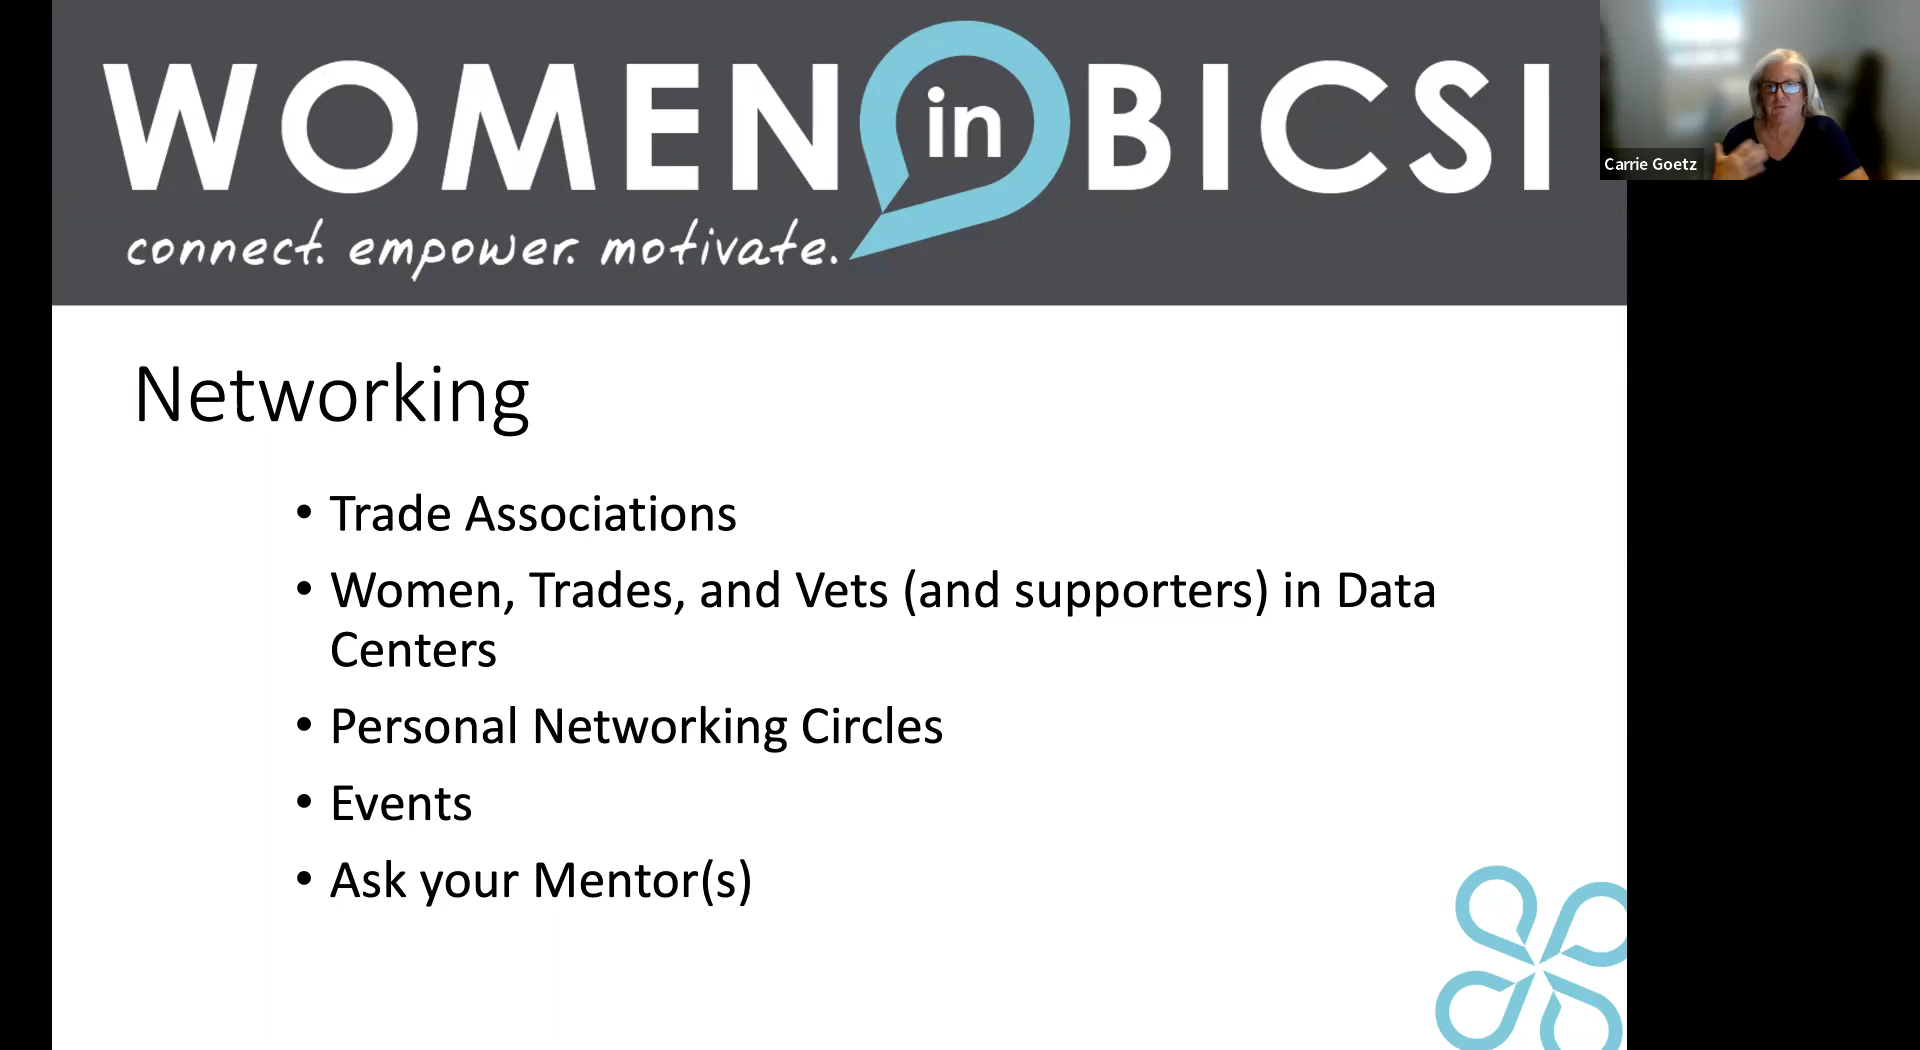 WOMEN in BICSI
connect. empower. motivate.
Carrie Goetz
Networking
• Trade Associations
• Women, Trades, and Vets (and supporters) in Data
Centers
• Personal Networking Circles
• Events
• Ask your Mentor(s)